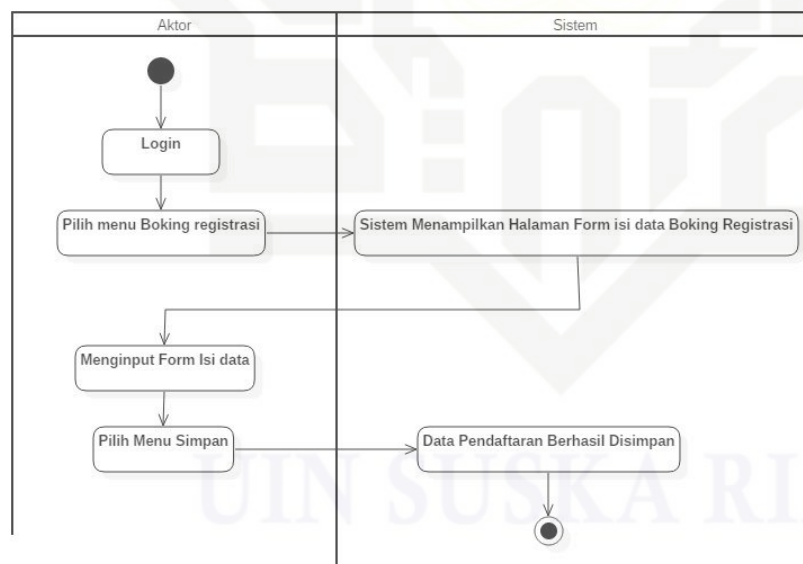 Aktor
Sistem
Login
Pilih menu Boking registrasi
Sistem Menampilkan Halaman Form isi data Boking Registrasi
Menginput Form Isi data
Pilih Menu Simpan
Data Pendaftaran Berhasil Disimpan
UIN SUSKA RI